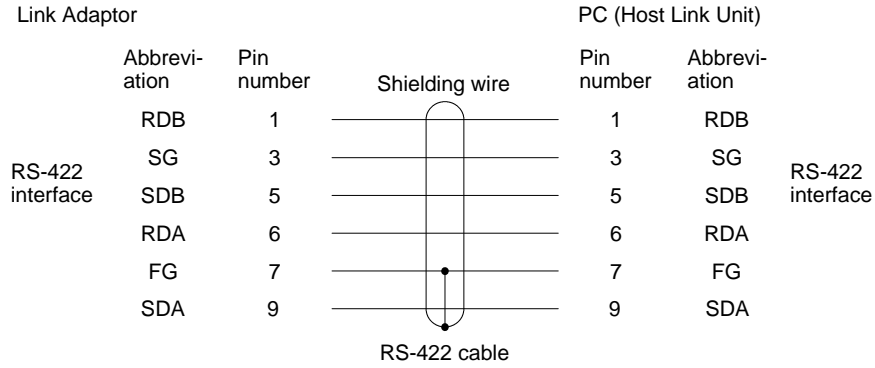 Link Adaptor PC (Host Link Unit)
Abbrevi- Pin Pin Abbrevi-
ation number Shielding wire number ation
RDB 1 1 RDB
SG 3 3 SG
RS-422 RS-422
interface SDB 5 5 SDB interface
RDA 6 6 RDA
FG 7 7 FG
SDA 9 9 SDA
RS-422 cable